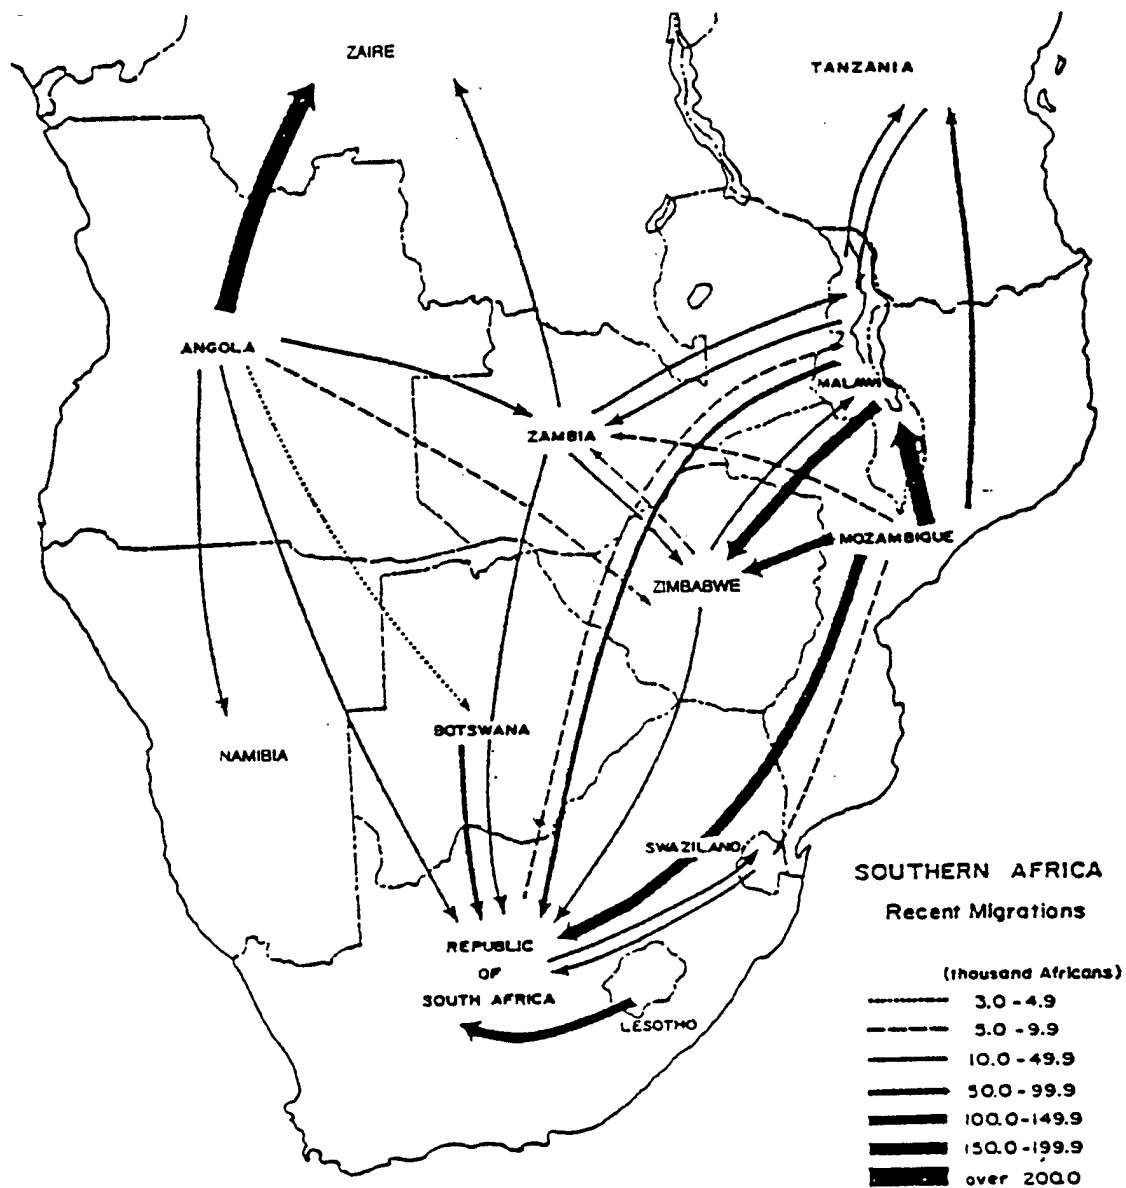 ZAIRE
TANZANIA
ANGOLA
MALAWI
ZAMBIA
MOZAMBIQUE
ZIMBABWE
BOTSWANA
NAMIBIA
SWAZILAND
SOUTHERN AFRICA
Recent Migrations
REPUBLIC
OF
SOUTH AFRICA
LESOTHO
(thousand Africans)
3.0-4.9
5.0-9.9
10.0-49.9
50.0-99.9
100.0-149.9
150.0-199.9
over 200.0